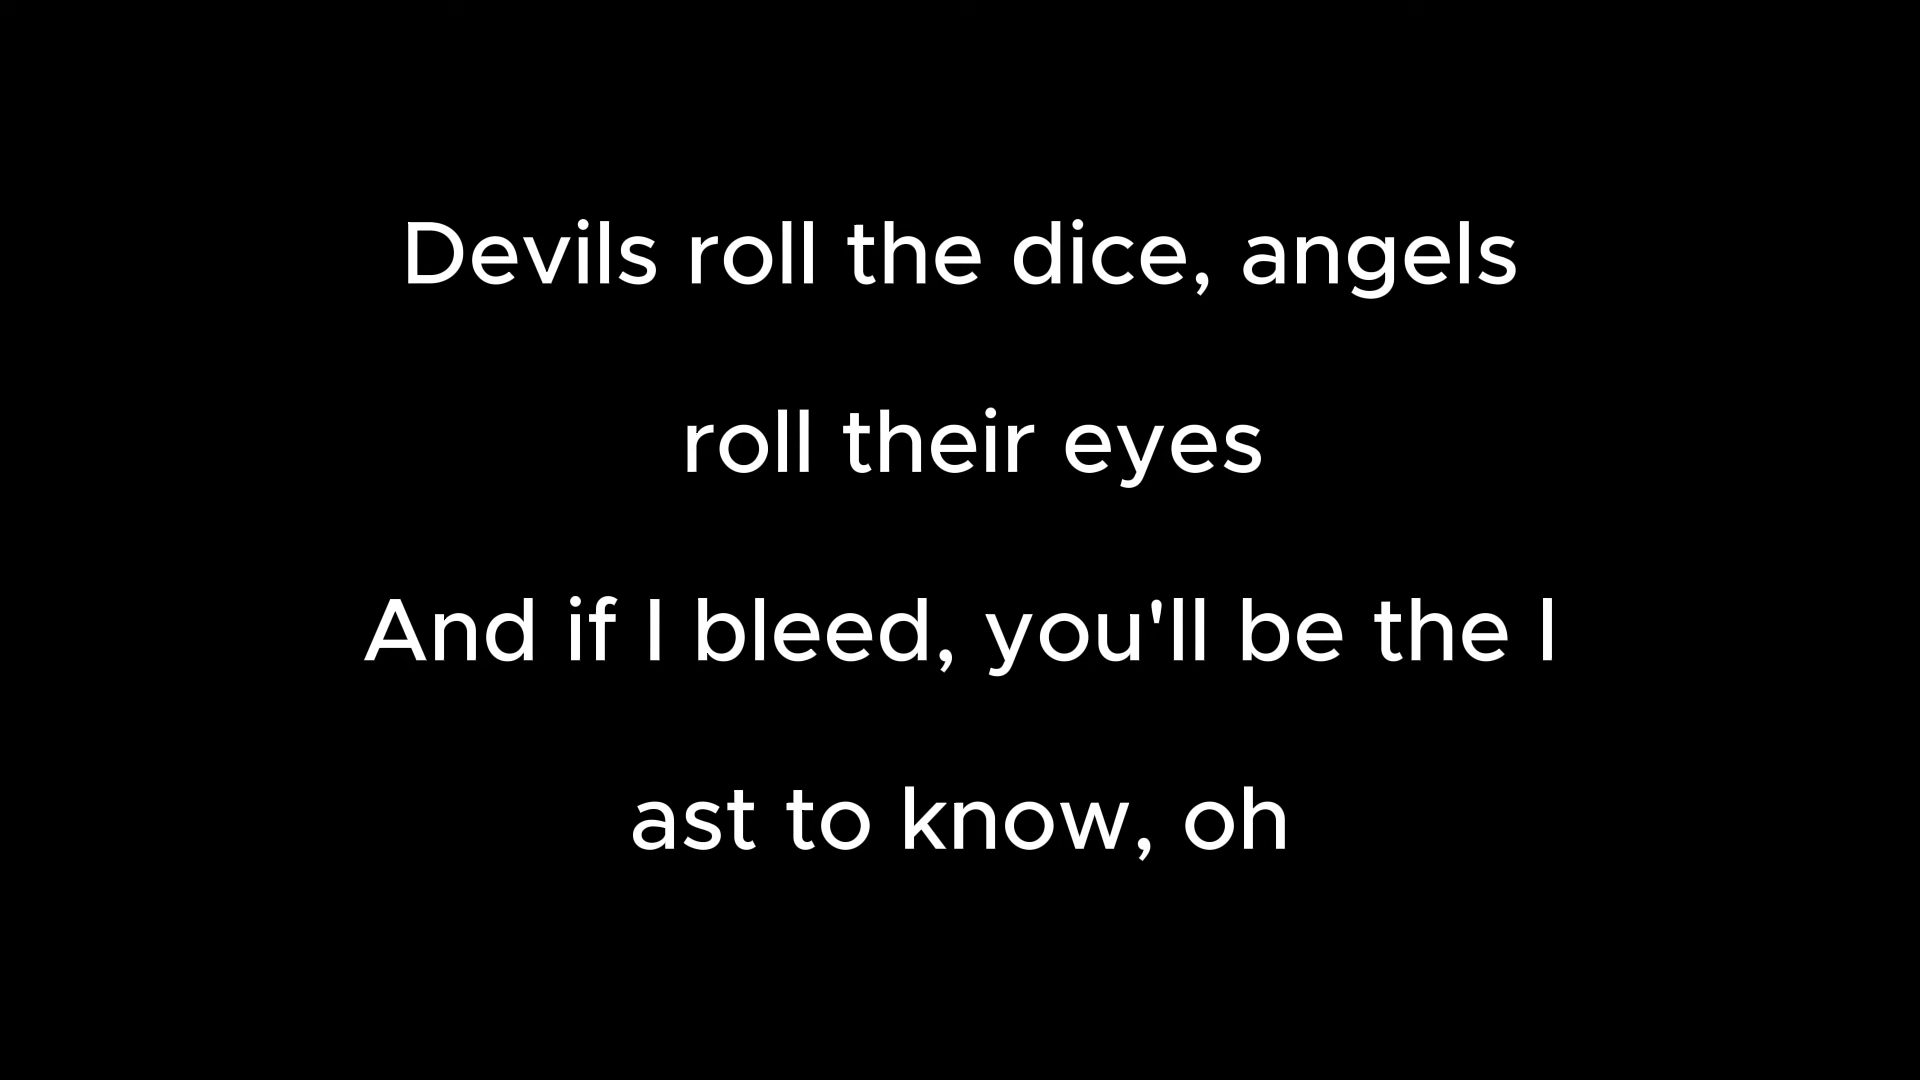 Devils roll the dice, angels
roll their eyes
And if I bleed, you'll be the l
ast to know, oh